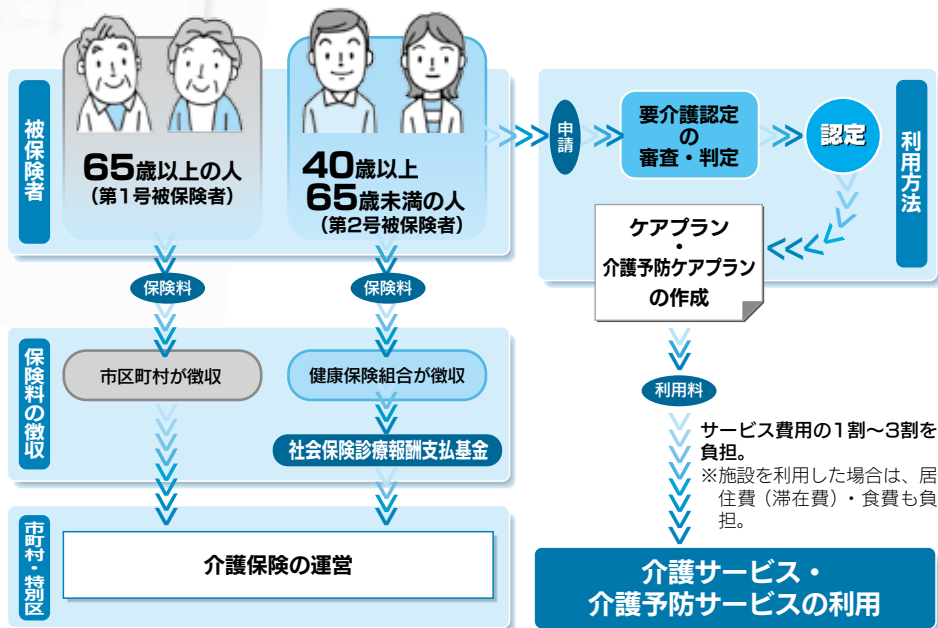 被保険者
65歳以上の人
(第1号被保険者)
40歳以上
65歳未満の人
(第2号被保険者)
保険料
保険料
保険料の徴収
市区町村が徴収
健康保険組合が徴収
社会保険診療報酬支払基金
市町村・特別区
介護保険の運営
申請
要介護認定
の
審査・判定
認定
利用方法
ケアプラン
・
介護予防ケアプラン
の作成
利用料
サービス費用の1割～3割を
負担。
※施設を利用した場合は、居
住費(滞在費)・食費も負
担。
介護サービス・
介護予防サービスの利用